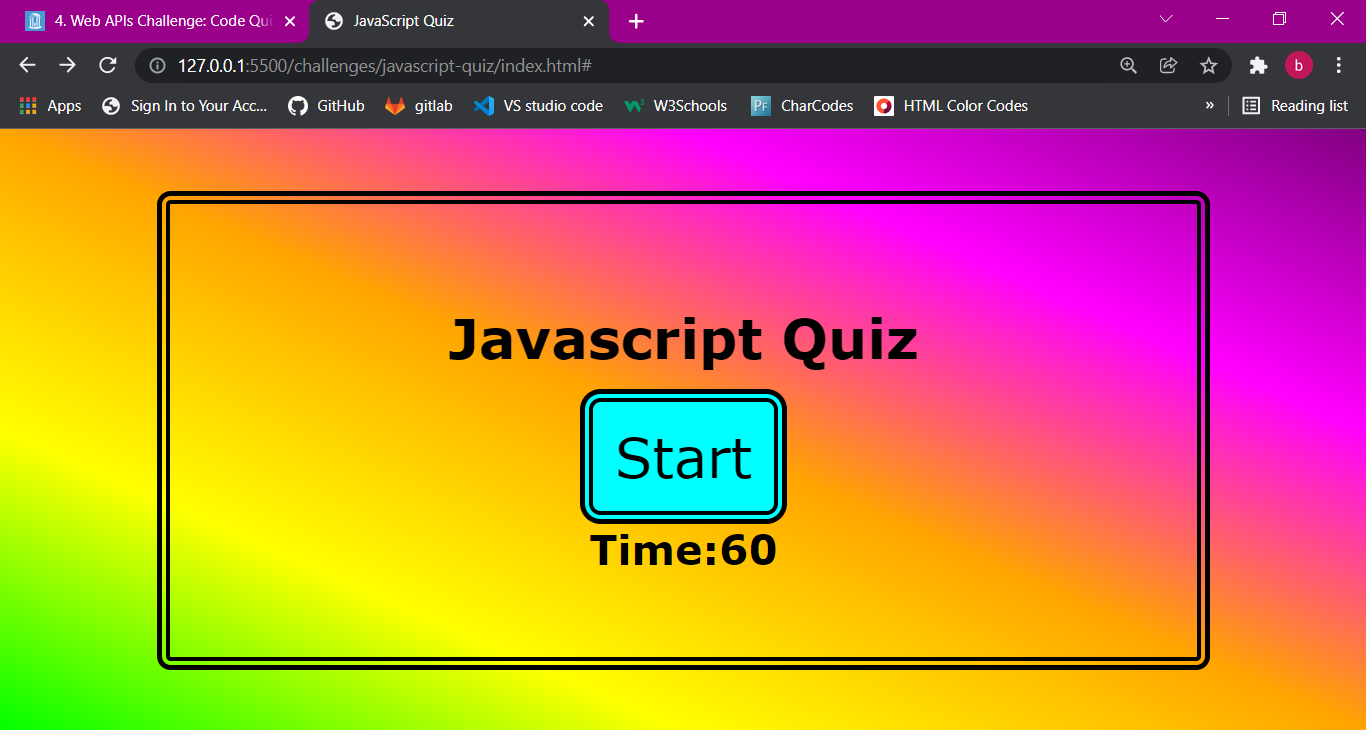 4. Web APIs Challenge: Code Qui
JavaScript Quiz
127.0.0.1:5500/challenges/javascript-quiz/index.html#
b
Apps
Sign In to Your Acc...
GitHub
gitlab
VS studio code
W3Schools
Pf
CharCodes
HTML Color Codes
»
Reading list
Javascript Quiz
Start
Time:60